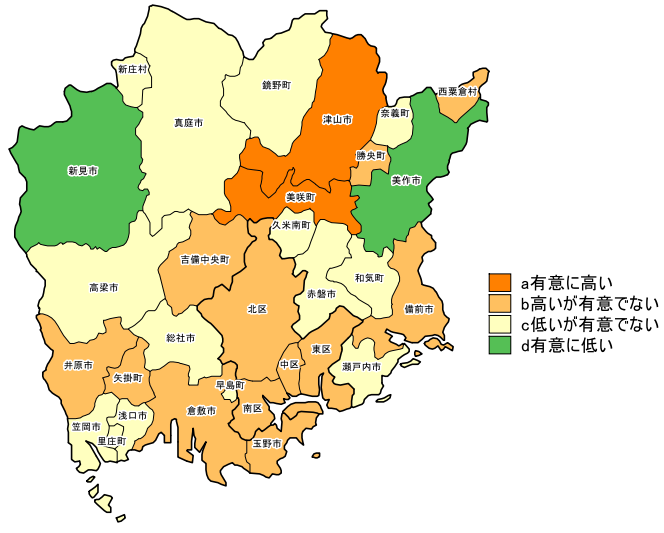 新庄村
鏡野町
西粟倉村
真庭市
津山市
奈義町
勝央町
新見市
美作市
美咲町
久米南町
吉備中央町
和気町
高梁市
赤磐市
北区
備前市
総社市
東区
井原市
中区
瀬戸内市
矢掛町
早島町
倉敷市
南区
浅口市
笠岡市
里庄町
玉野市
a有意に高い
b高いが有意でない
c低いが有意でない
d有意に低い